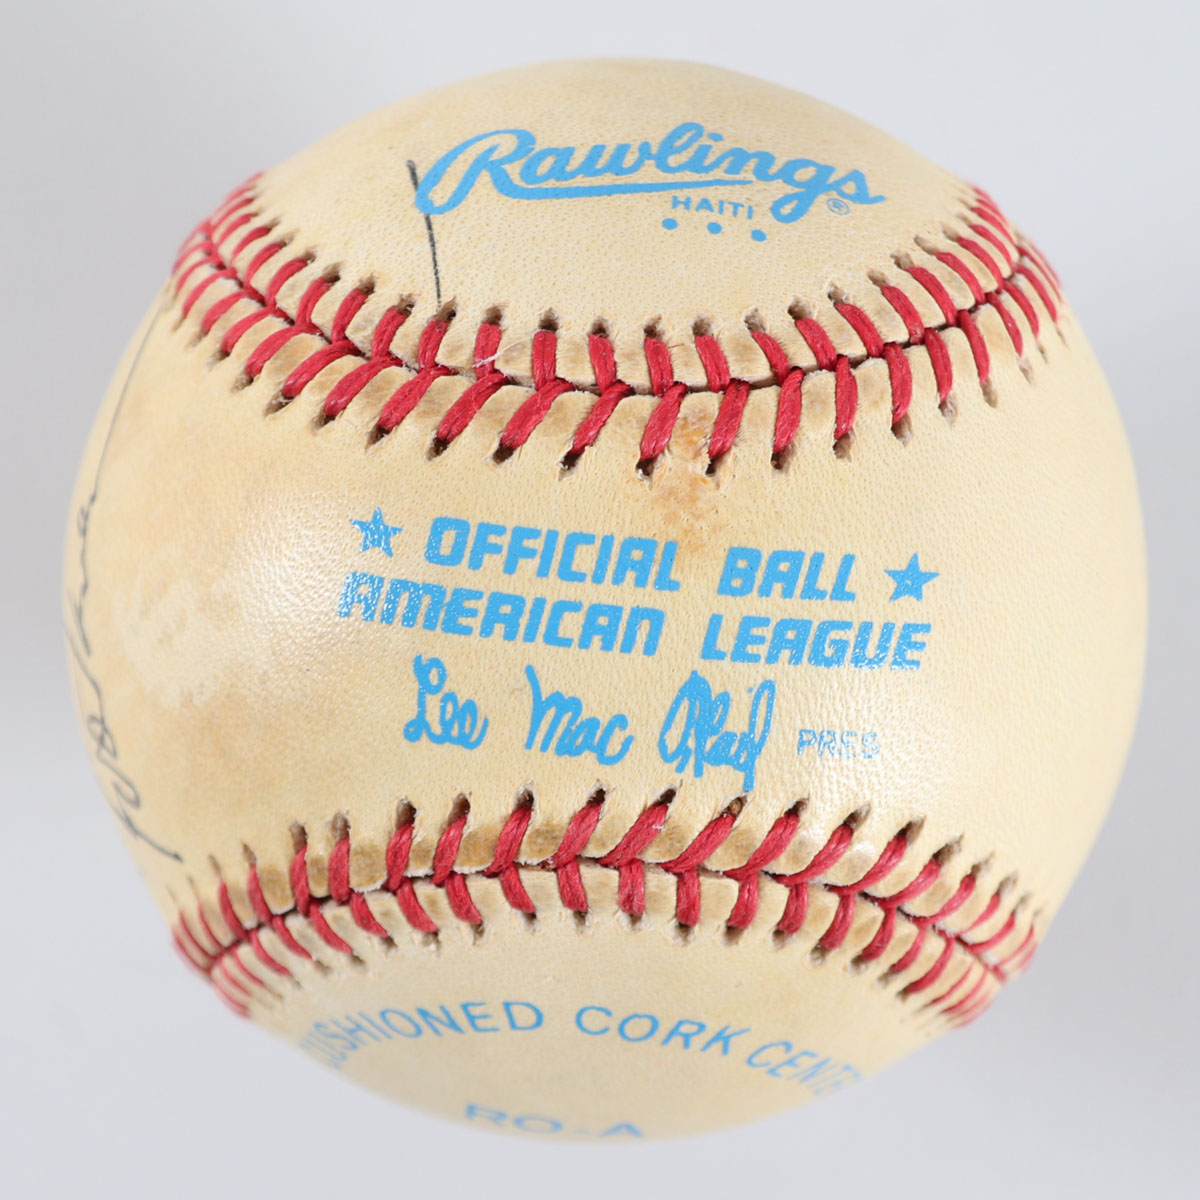 Rawlings®
HAITI
★ OFFICIAL BALL ★
AMERICAN LEAGUE
Lee Mac Phail PRES
CUSHIONED CORK CENTER
RO-A